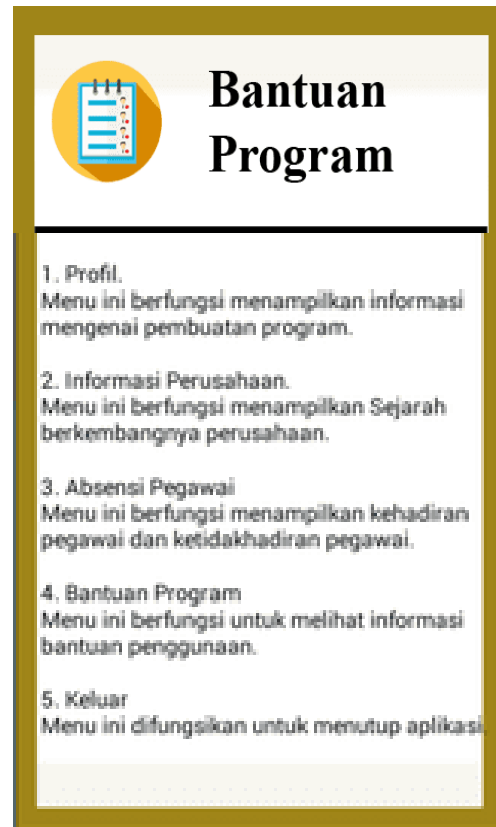 Bantuan
Program
1. Profil.
Menu ini berfungsi menampilkan informasi
mengenai pembuatan program.
2. Informasi Perusahaan.
Menu ini berfungsi menampilkan Sejarah
berkembangnya perusahaan.
3. Absensi Pegawai
Menu ini berfungsi menampilkan kehadiran
pegawai dan ketidakhadiran pegawai.
4. Bantuan Program
Menu ini berfungsi untuk melihat informasi
bantuan penggunaan.
5. Keluar
Menu ini difungsikan untuk menutup aplikasi.